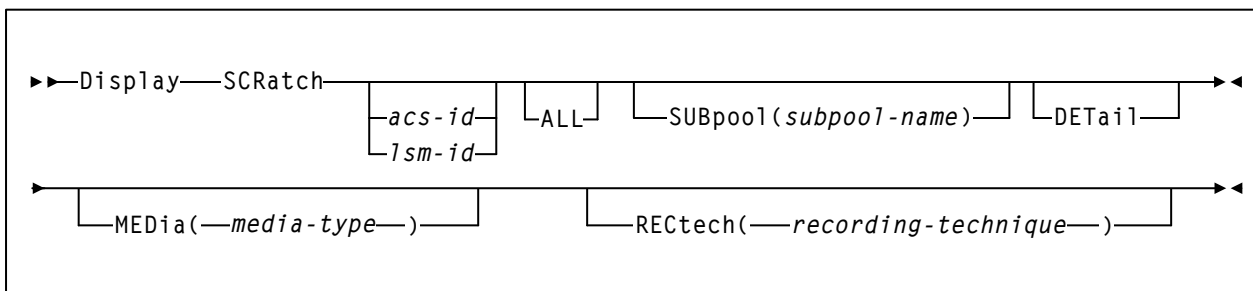 Display SCRatch
acs-id
lsm-id
ALL
SUBpool(subpool-name)
DETail
MEDia( media-type )
RECtech( recording-technique )